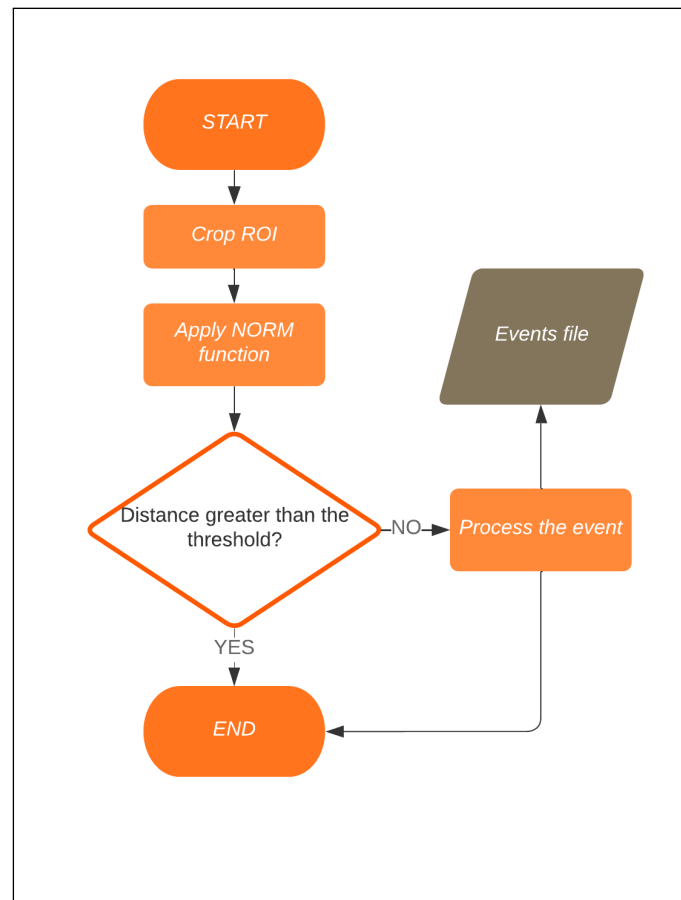 START
Crop ROI
Apply NORM
function
Events file
Distance greater than the
threshold?
NO
Process the event
YES
END